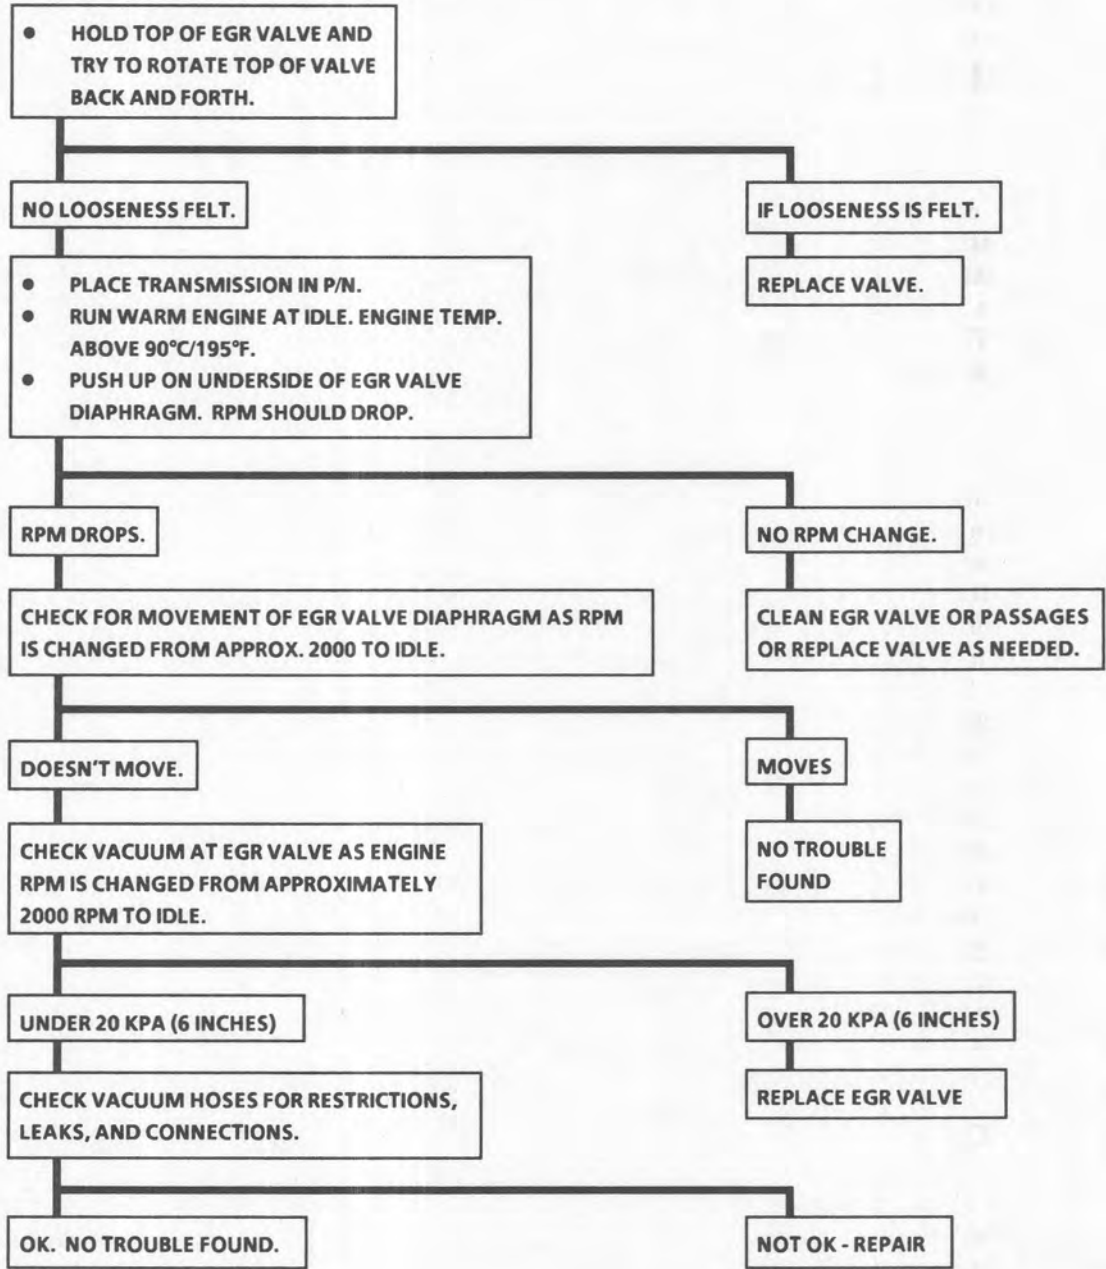 ● HOLD TOP OF EGR VALVE AND
TRY TO ROTATE TOP OF VALVE
BACK AND FORTH.
NO LOOSENESS FELT.
IF LOOSENESS IS FELT.
● PLACE TRANSMISSION IN P/N.
● RUN WARM ENGINE AT IDLE. ENGINE TEMP.
ABOVE 90°C/195°F.
● PUSH UP ON UNDERSIDE OF EGR VALVE
DIAPHRAGM. RPM SHOULD DROP.
REPLACE VALVE.
RPM DROPS.
NO RPM CHANGE.
CHECK FOR MOVEMENT OF EGR VALVE DIAPHRAGM AS RPM
IS CHANGED FROM APPROX. 2000 TO IDLE.
CLEAN EGR VALVE OR PASSAGES
OR REPLACE VALVE AS NEEDED.
DOESN'T MOVE.
MOVES
CHECK VACUUM AT EGR VALVE AS ENGINE
RPM IS CHANGED FROM APPROXIMATELY
2000 RPM TO IDLE.
NO TROUBLE
FOUND
UNDER 20 KPA (6 INCHES)
OVER 20 KPA (6 INCHES)
CHECK VACUUM HOSES FOR RESTRICTIONS,
LEAKS, AND CONNECTIONS.
REPLACE EGR VALVE
OK. NO TROUBLE FOUND.
NOT OK - REPAIR